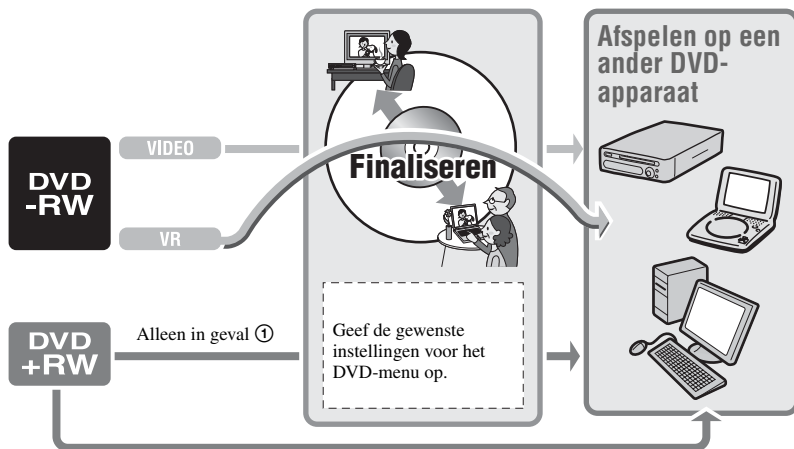 DVD
-RW
VIDEO
VR
Finaliseren
Afspelen op een
ander DVD-
apparaat
DVD
+RW
Alleen in geval ①
Geef de gewenste
instellingen voor het
DVD-menu op.